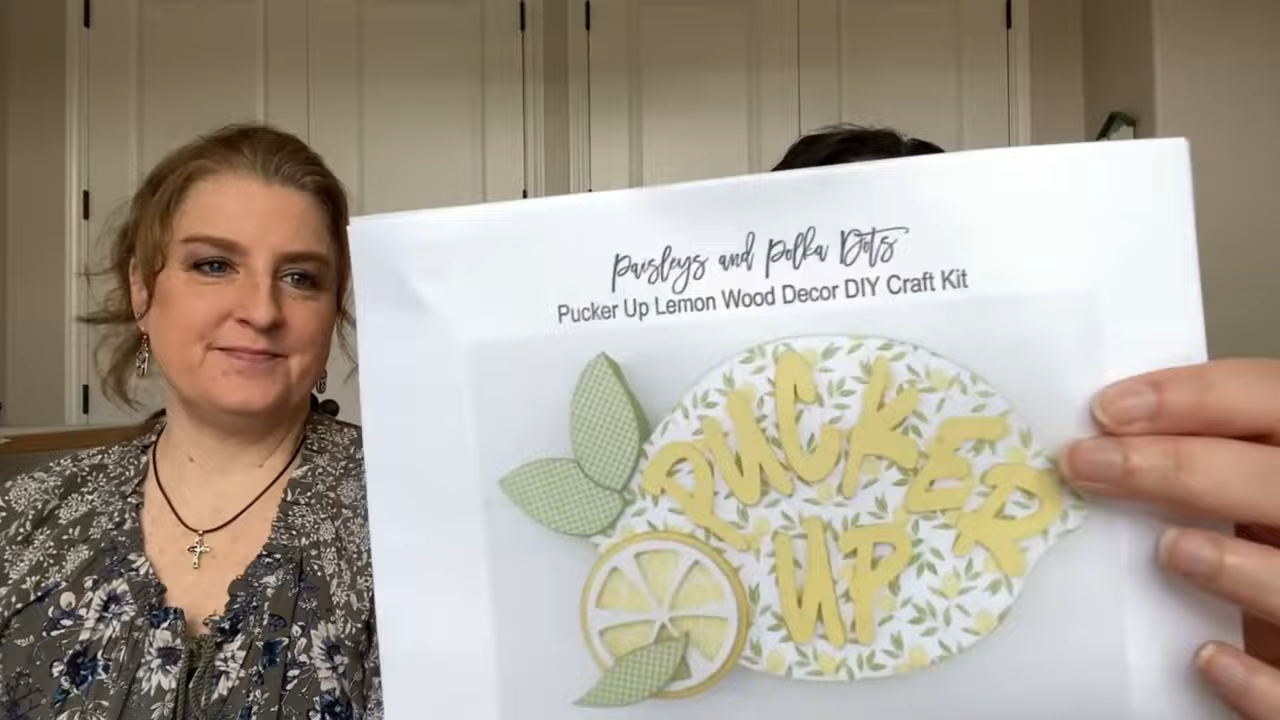 Paisleys and Polka Dots
Pucker Up Lemon Wood Decor DIY Craft Kit
PUCKER
UP